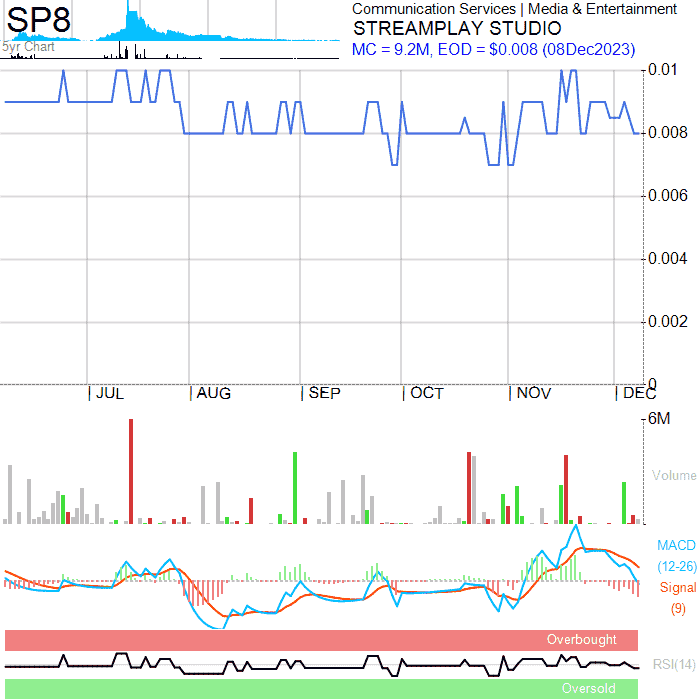 SP8
5yr Chart
Communication Services | Media & Entertainment
STREAMPLAY STUDIO
MC = 9.2M, EOD = $0.008 (08Dec2023)
0.01
0.008
0.006
0.004
0.002
0
| JUL | AUG | SEP | OCT | NOV | DEC
6M
Volume
MACD
(12-26)
Signal
(9)
Overbought
RSI(14)
Oversold